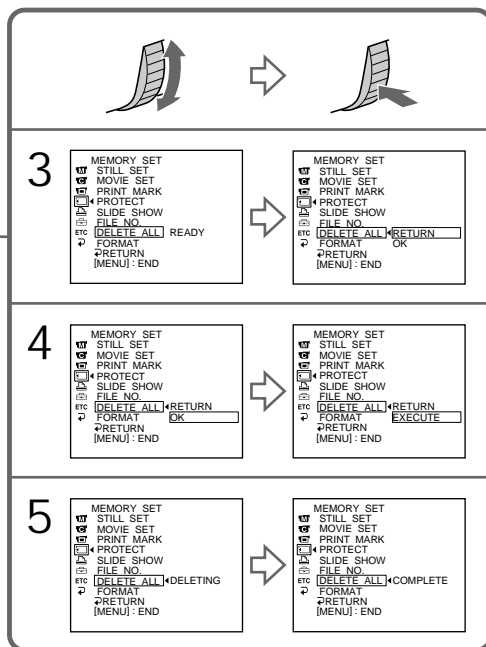 3
MEMORY SET
STILL SET
MOVIE SET
PRINT MARK
PROTECT
SLIDE SHOW
FILE NO.
DELETE ALL READY
FORMAT
RETURN
[MENU] : END
ETC
MEMORY SET
STILL SET
MOVIE SET
PRINT MARK
PROTECT
SLIDE SHOW
FILE NO.
DELETE ALL RETURN
FORMAT OK
RETURN
[MENU] : END
ETC
4
MEMORY SET
STILL SET
MOVIE SET
PRINT MARK
PROTECT
SLIDE SHOW
FILE NO.
DELETE ALL RETURN
FORMAT OK
RETURN
[MENU] : END
ETC
MEMORY SET
STILL SET
MOVIE SET
PRINT MARK
PROTECT
SLIDE SHOW
FILE NO.
DELETE ALL RETURN
FORMAT EXECUTE
RETURN
[MENU] : END
ETC
5
MEMORY SET
STILL SET
MOVIE SET
PRINT MARK
PROTECT
SLIDE SHOW
FILE NO.
DELETE ALL DELETING
FORMAT
RETURN
[MENU] : END
ETC
MEMORY SET
STILL SET
MOVIE SET
PRINT MARK
PROTECT
SLIDE SHOW
FILE NO.
DELETE ALL COMPLETE
FORMAT
RETURN
[MENU] : END
ETC